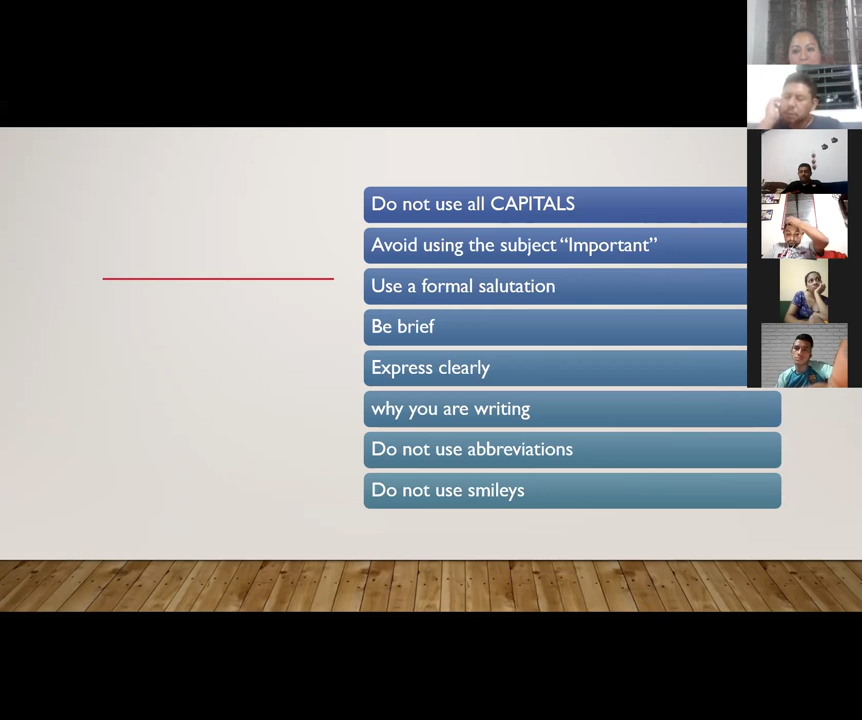 Do not use all CAPITALS
Avoid using the subject “Important”
Use a formal salutation
Be brief
Express clearly
why you are writing
Do not use abbreviations
Do not use smileys